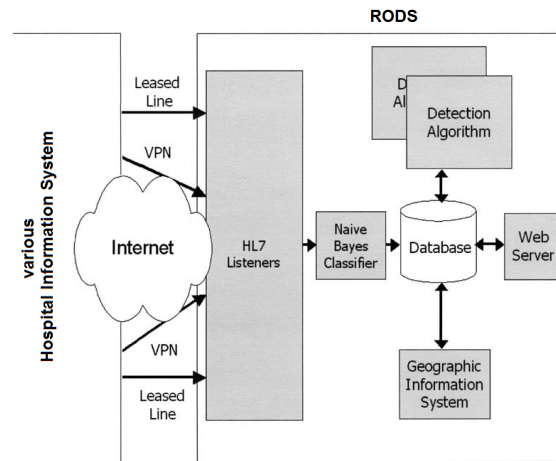 RODS
Leased
Line
VPN
Internet
VPN
Leased
Line
various
Hospital Information System
HL7
Listeners
Naive
Bayes
Classifier
D
Al
Detection
Algorithm
Database
Web
Server
Geographic
Information
System